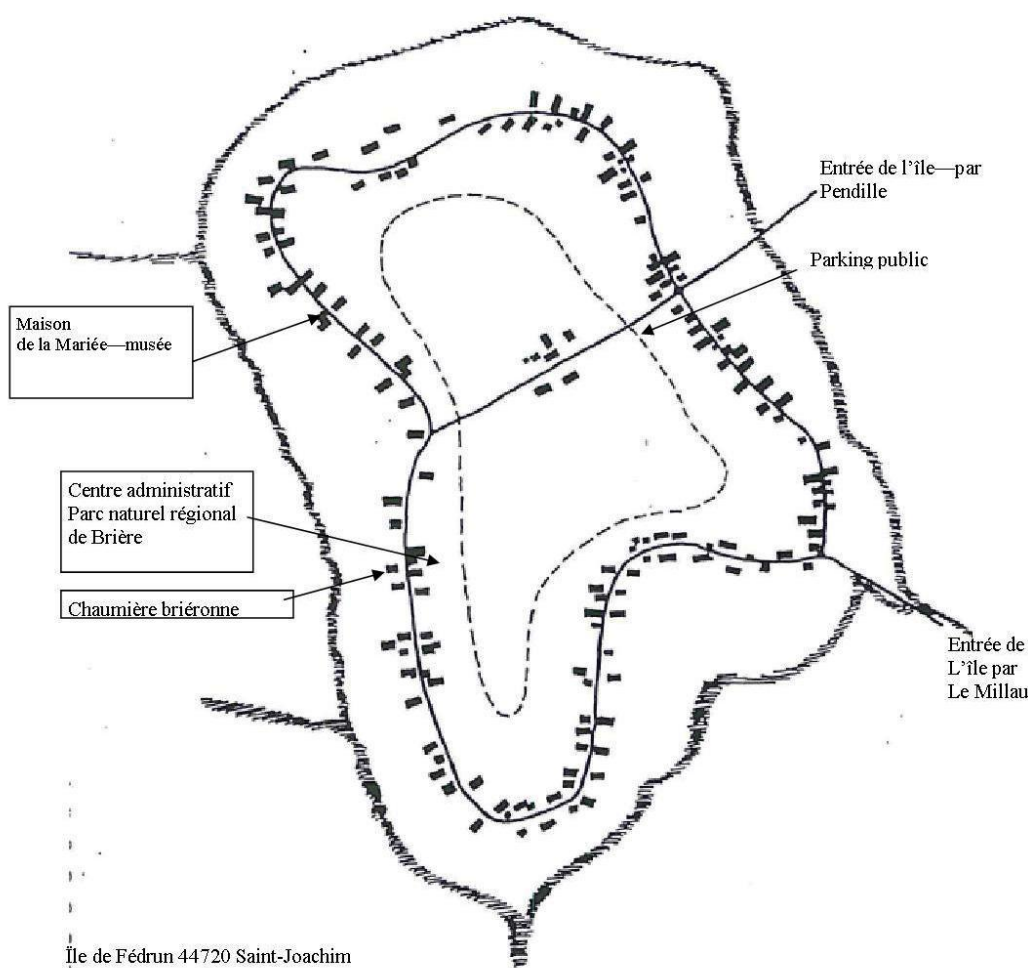 Entrée de l'île—par
Pendille
Parking public
Maison
de la Mariée—musée
Centre administratif
Parc naturel régional
de Brière
Chaumière briéronne
Entrée de
L'île par
Le Millau
Île de Fédrun 44720 Saint-Joachim